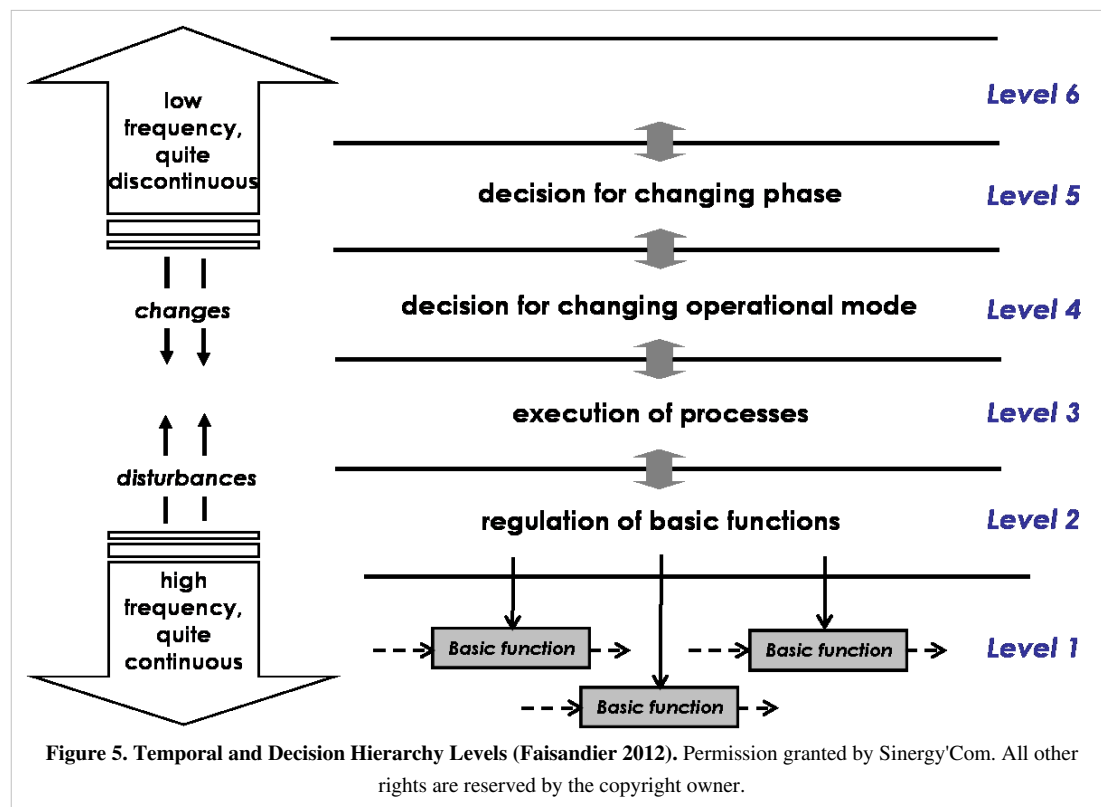 low
frequency,
quite
discontinuous
changes
disturbances
high
frequency,
quite
continuous
Level 6
decision for changing phase
Level 5
decision for changing operational mode
Level 4
execution of processes
Level 3
regulation of basic functions
Level 2
Basic function
Basic function
Basic function
Level 1
Figure 5. Temporal and Decision Hierarchy Levels (Faisandier 2012). Permission granted by Sinergy'Com. All other
rights are reserved by the copyright owner.